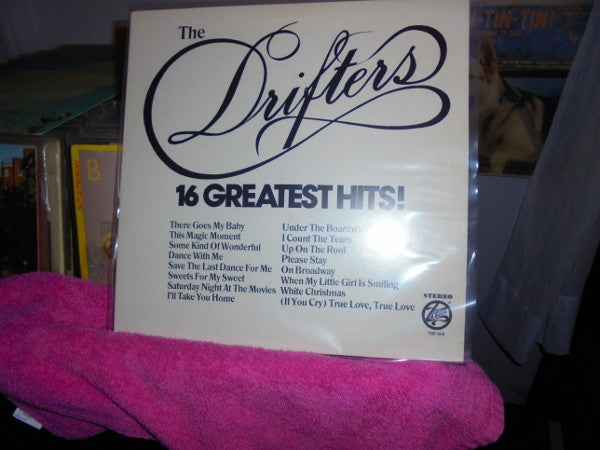 The
Drifters
16 GREATEST HITS!
There Goes My Baby
This Magic Moment
Some Kind Of Wonderful
Dance With Me
Save The Last Dance For Me
Sweets For My Sweet
Saturday Night At The Movies
I'll Take You Home
Under The Boardwalk
I Count The Tears
Up On The Roof
Please Stay
On Broadway
When My Little Girl Is Smiling
White Christmas
(If You Cry) True Love, True Love
STEREO
TIN-TIN!
B